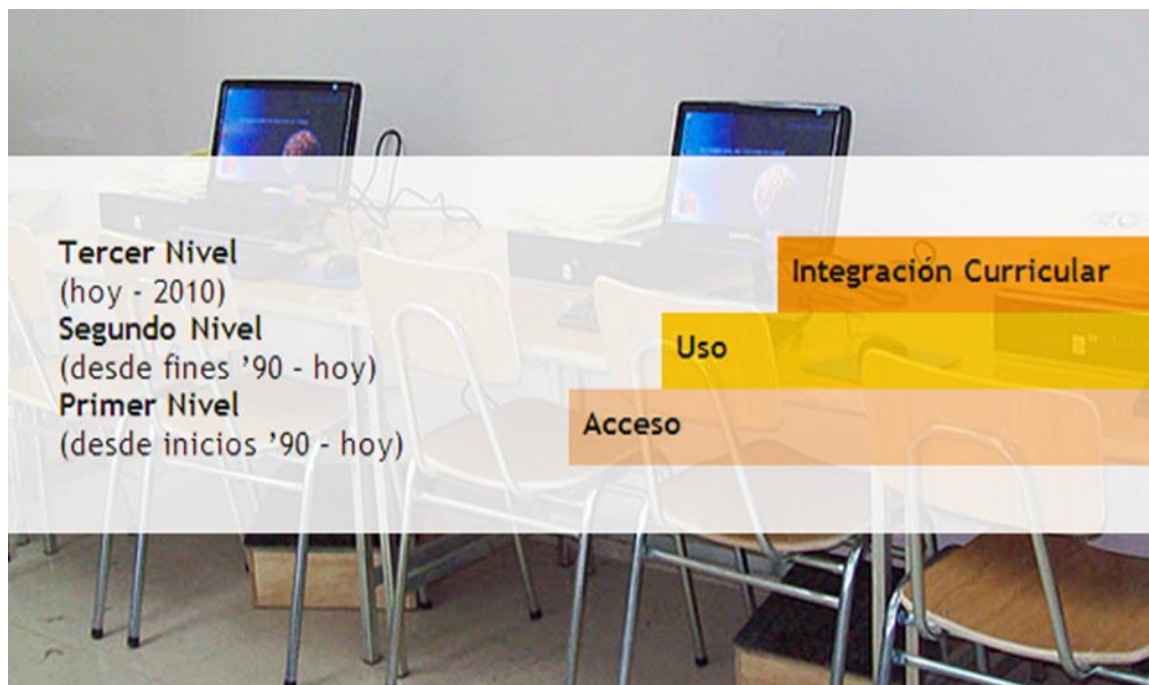 Tercer Nivel
(hoy - 2010)
Segundo Nivel
(desde fines '90 - hoy)
Primer Nivel
(desde inicios '90 - hoy)
Integración Curricular
Uso
Acceso